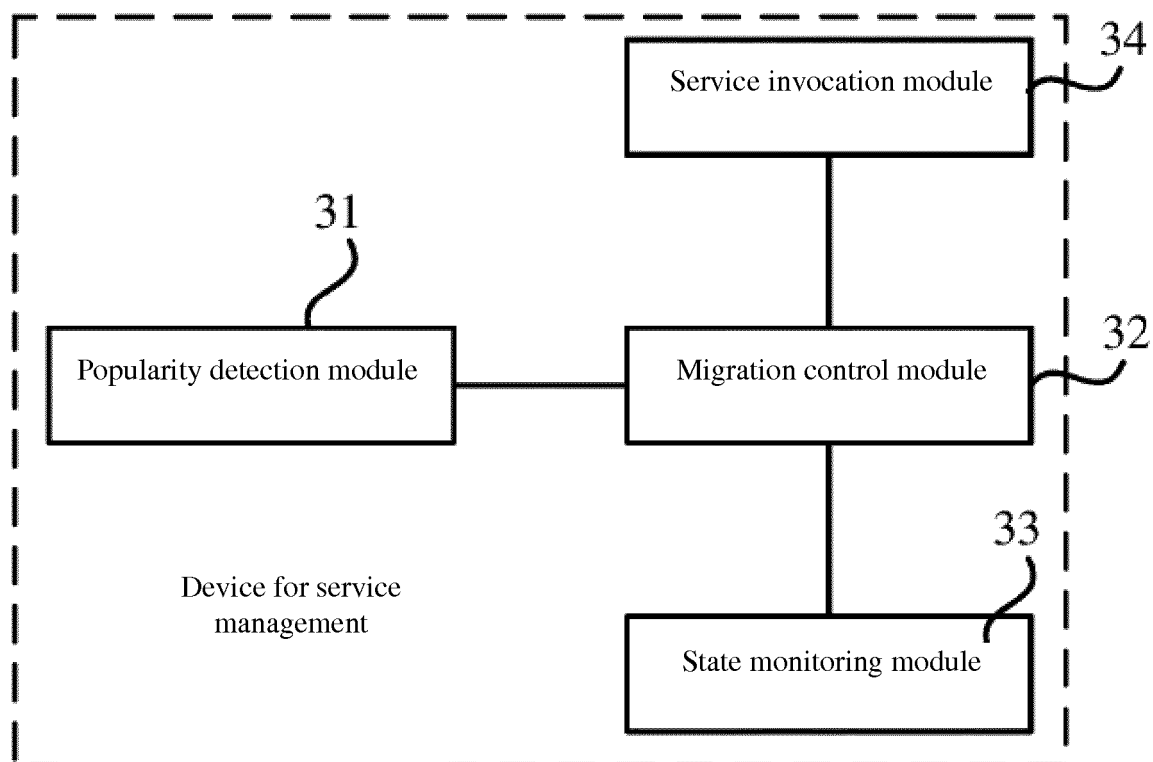 34
Service invocation module
31
Popularity detection module
Migration control module
32
33
Device for service
management
State monitoring module